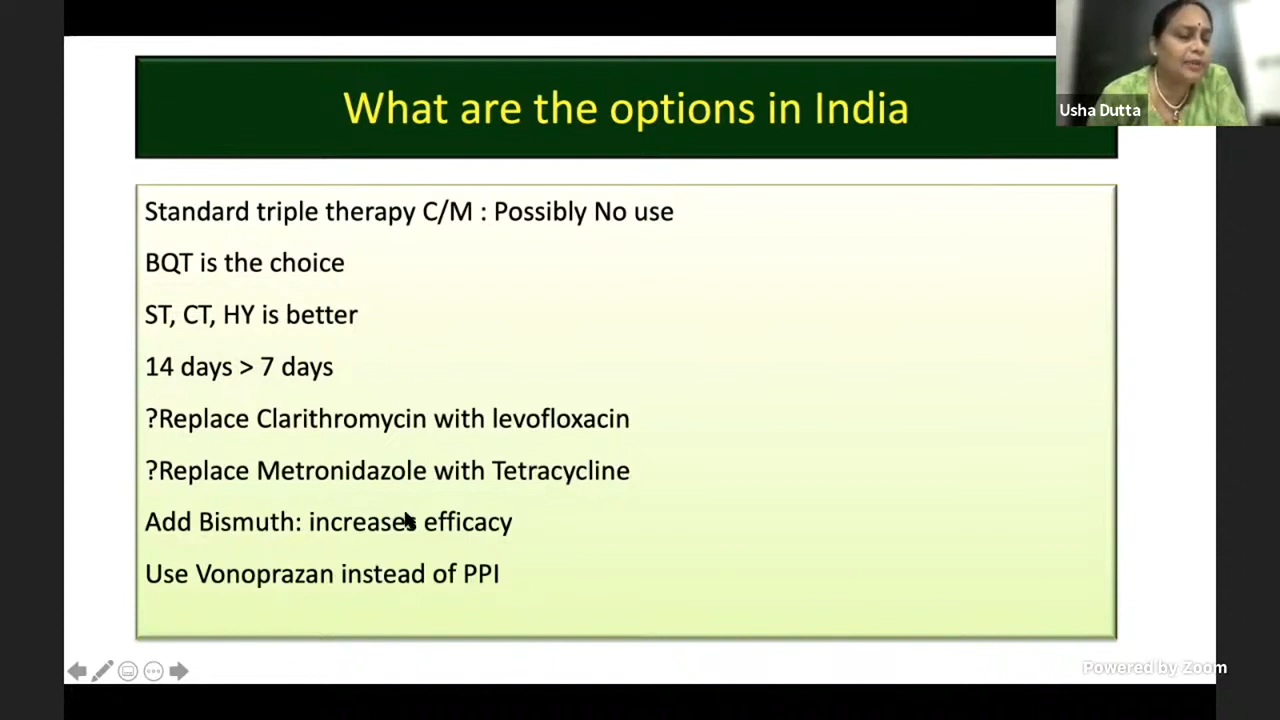 What are the options in India
Usha Dutta
Standard triple therapy C/M : Possibly No use
BQT is the choice
ST, CT, HY is better
14 days > 7 days
?Replace Clarithromycin with levofloxacin
?Replace Metronidazole with Tetracycline
Add Bismuth: increases efficacy
Use Vonoprazan instead of PPI
Powered by Zoom